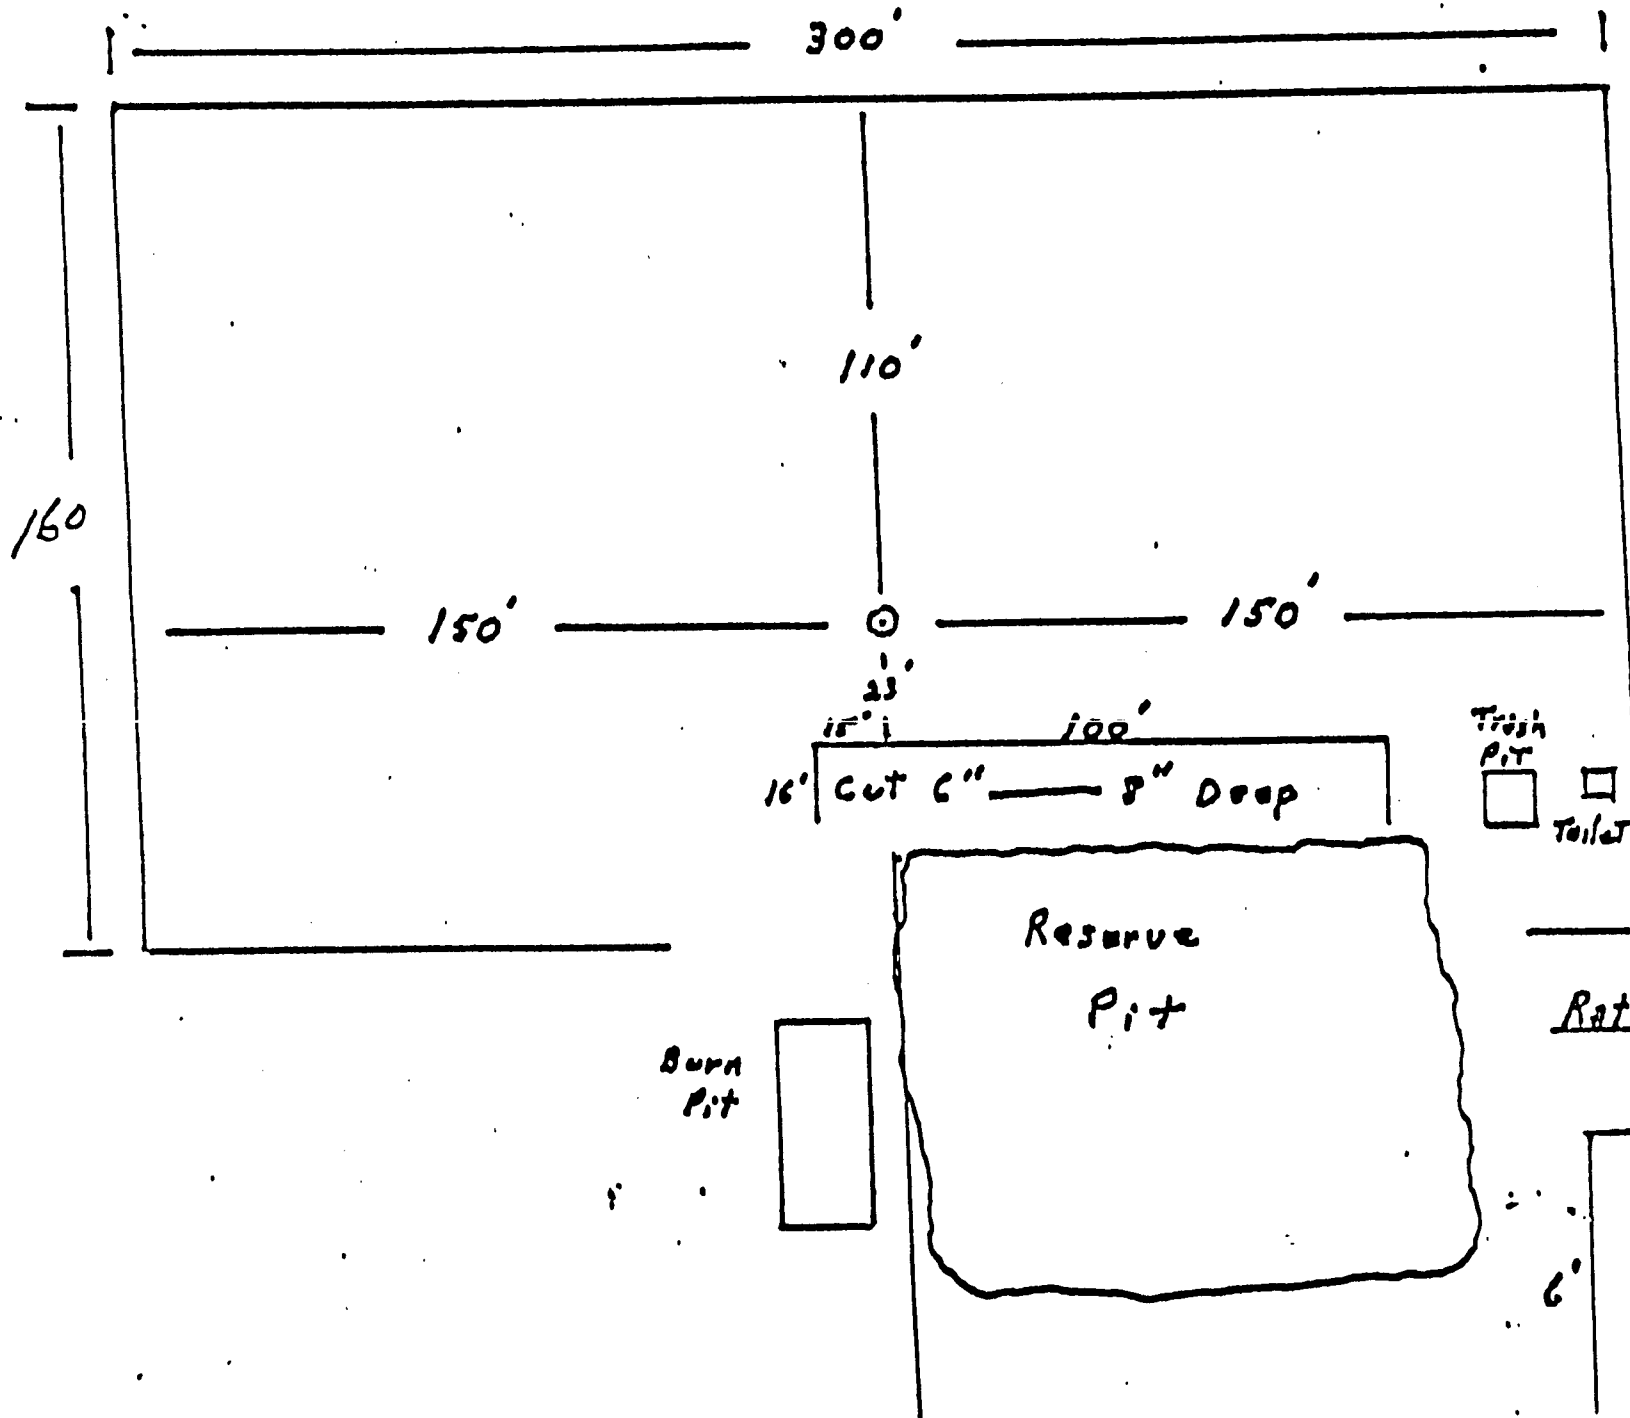 300'
110'
160
150' 150'
23'
15' 100'
Trash
Pit
16' Cut 6" 8" Deep
Toilet
Reserve
Pit
Rat
Burn
Pit
6'